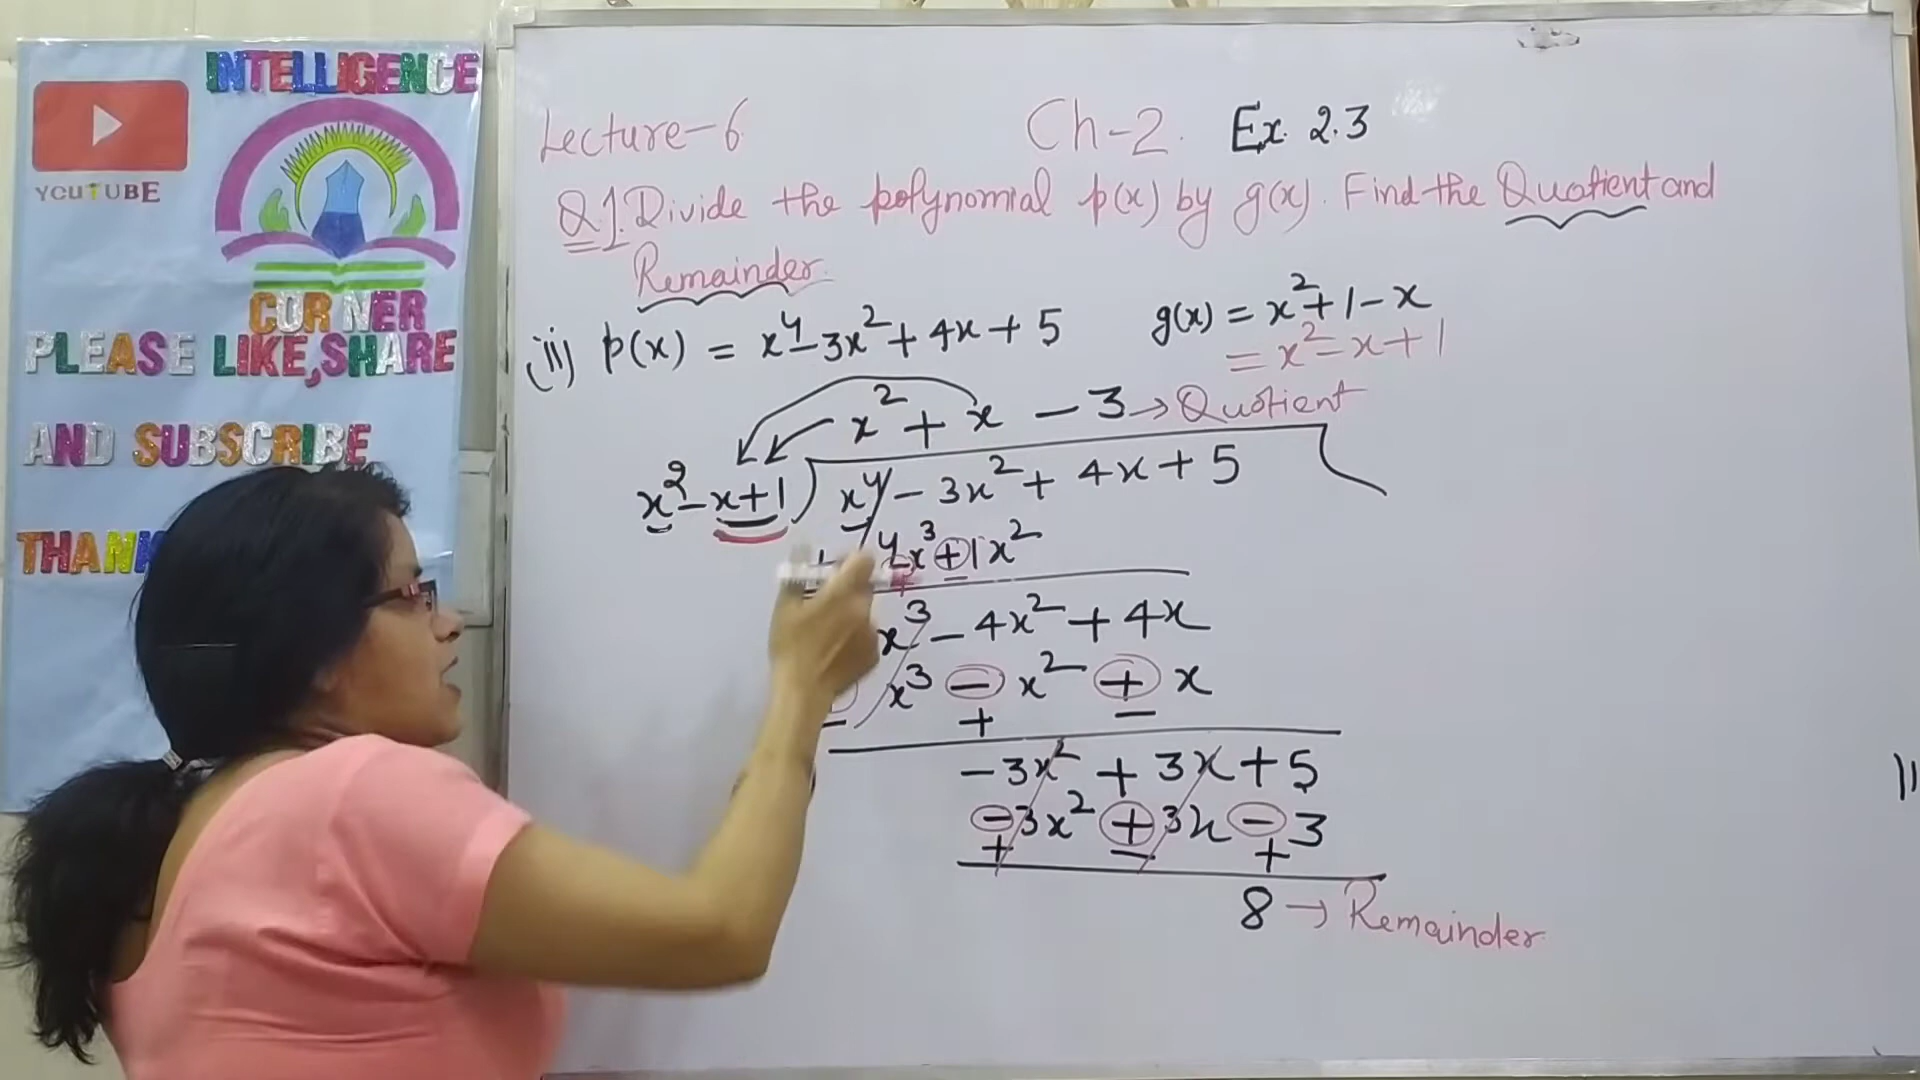 INTELLIGENCE
YOUTUBE
CORNER
PLEASE LIKE,SHARE
AND SUBSCRIBE
Lecture-6 Ch-2. Ex. 2.3
Q.1. Divide the polynomial p(x) by g(x). Find the Quotient and
Remainder.
(ii) p(x) = x⁴-3x²+4x+5 g(x) = x²+1-x
= x²-x+1
x² + x - 3 → Quotient
x²-x+1) x⁴ - 3x² + 4x + 5
x³ + 1x²
x³ - 4x² + 4x
x³ - x² + x
- + -
-3x² + 3x + 5
-3x² + 3x - 3
+ - +
8 → Remainder